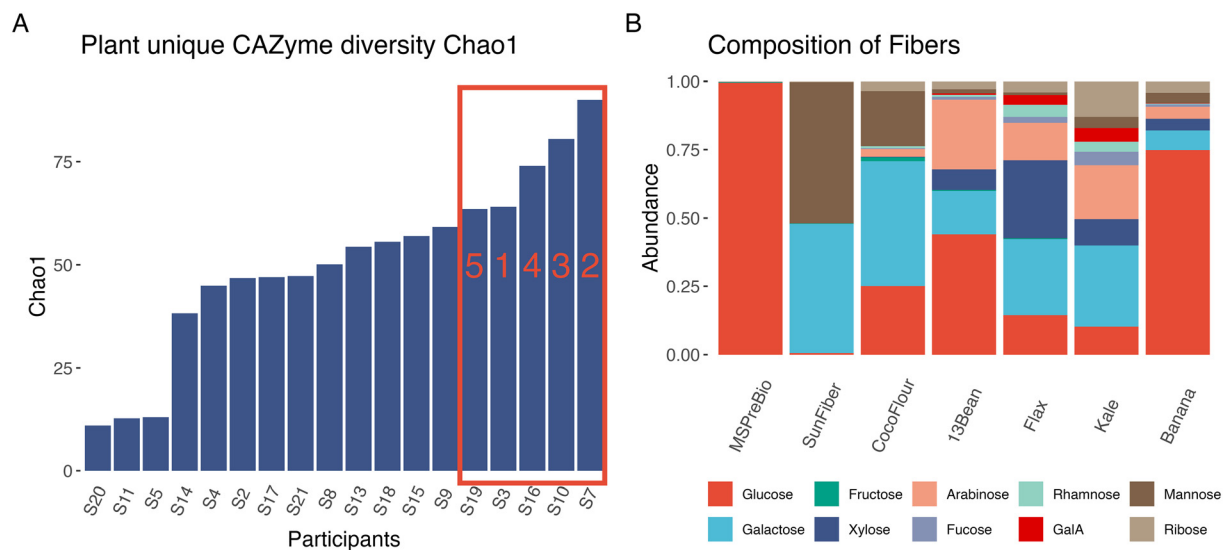 A
Plant unique CAZyme diversity Chao1
Chao1
75
50
25
0
5 1 4 3 2
S20 S11 S5 S14 S4 S2 S17 S21 S8 S13 S18 S15 S9 S19 S3 S16 S10 S7
Participants
B
Composition of Fibers
Abundance
1.00
0.75
0.50
0.25
0.00
MSPreBio SunFiber CocoFlour 13Bean Flax Kale Banana
Glucose Fructose Arabinose Rhamnose Mannose
Galactose Xylose Fucose GalA Ribose